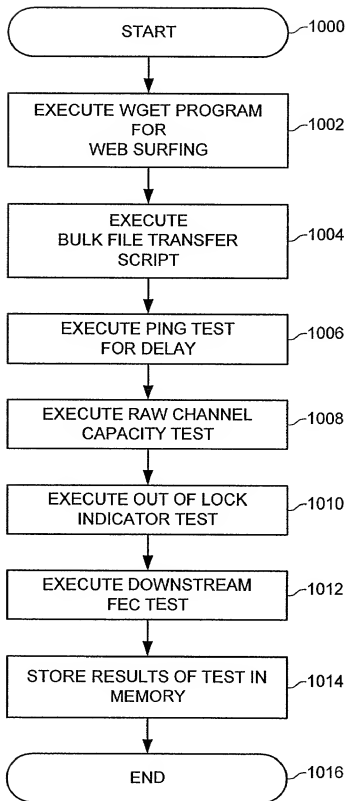 START
1000
EXECUTE WGET PROGRAM
FOR
WEB SURFING
1002
EXECUTE
BULK FILE TRANSFER
SCRIPT
1004
EXECUTE PING TEST
FOR DELAY
1006
EXECUTE RAW CHANNEL
CAPACITY TEST
1008
EXECUTE OUT OF LOCK
INDICATOR TEST
1010
EXECUTE DOWNSTREAM
FEC TEST
1012
STORE RESULTS OF TEST IN
MEMORY
1014
END
1016